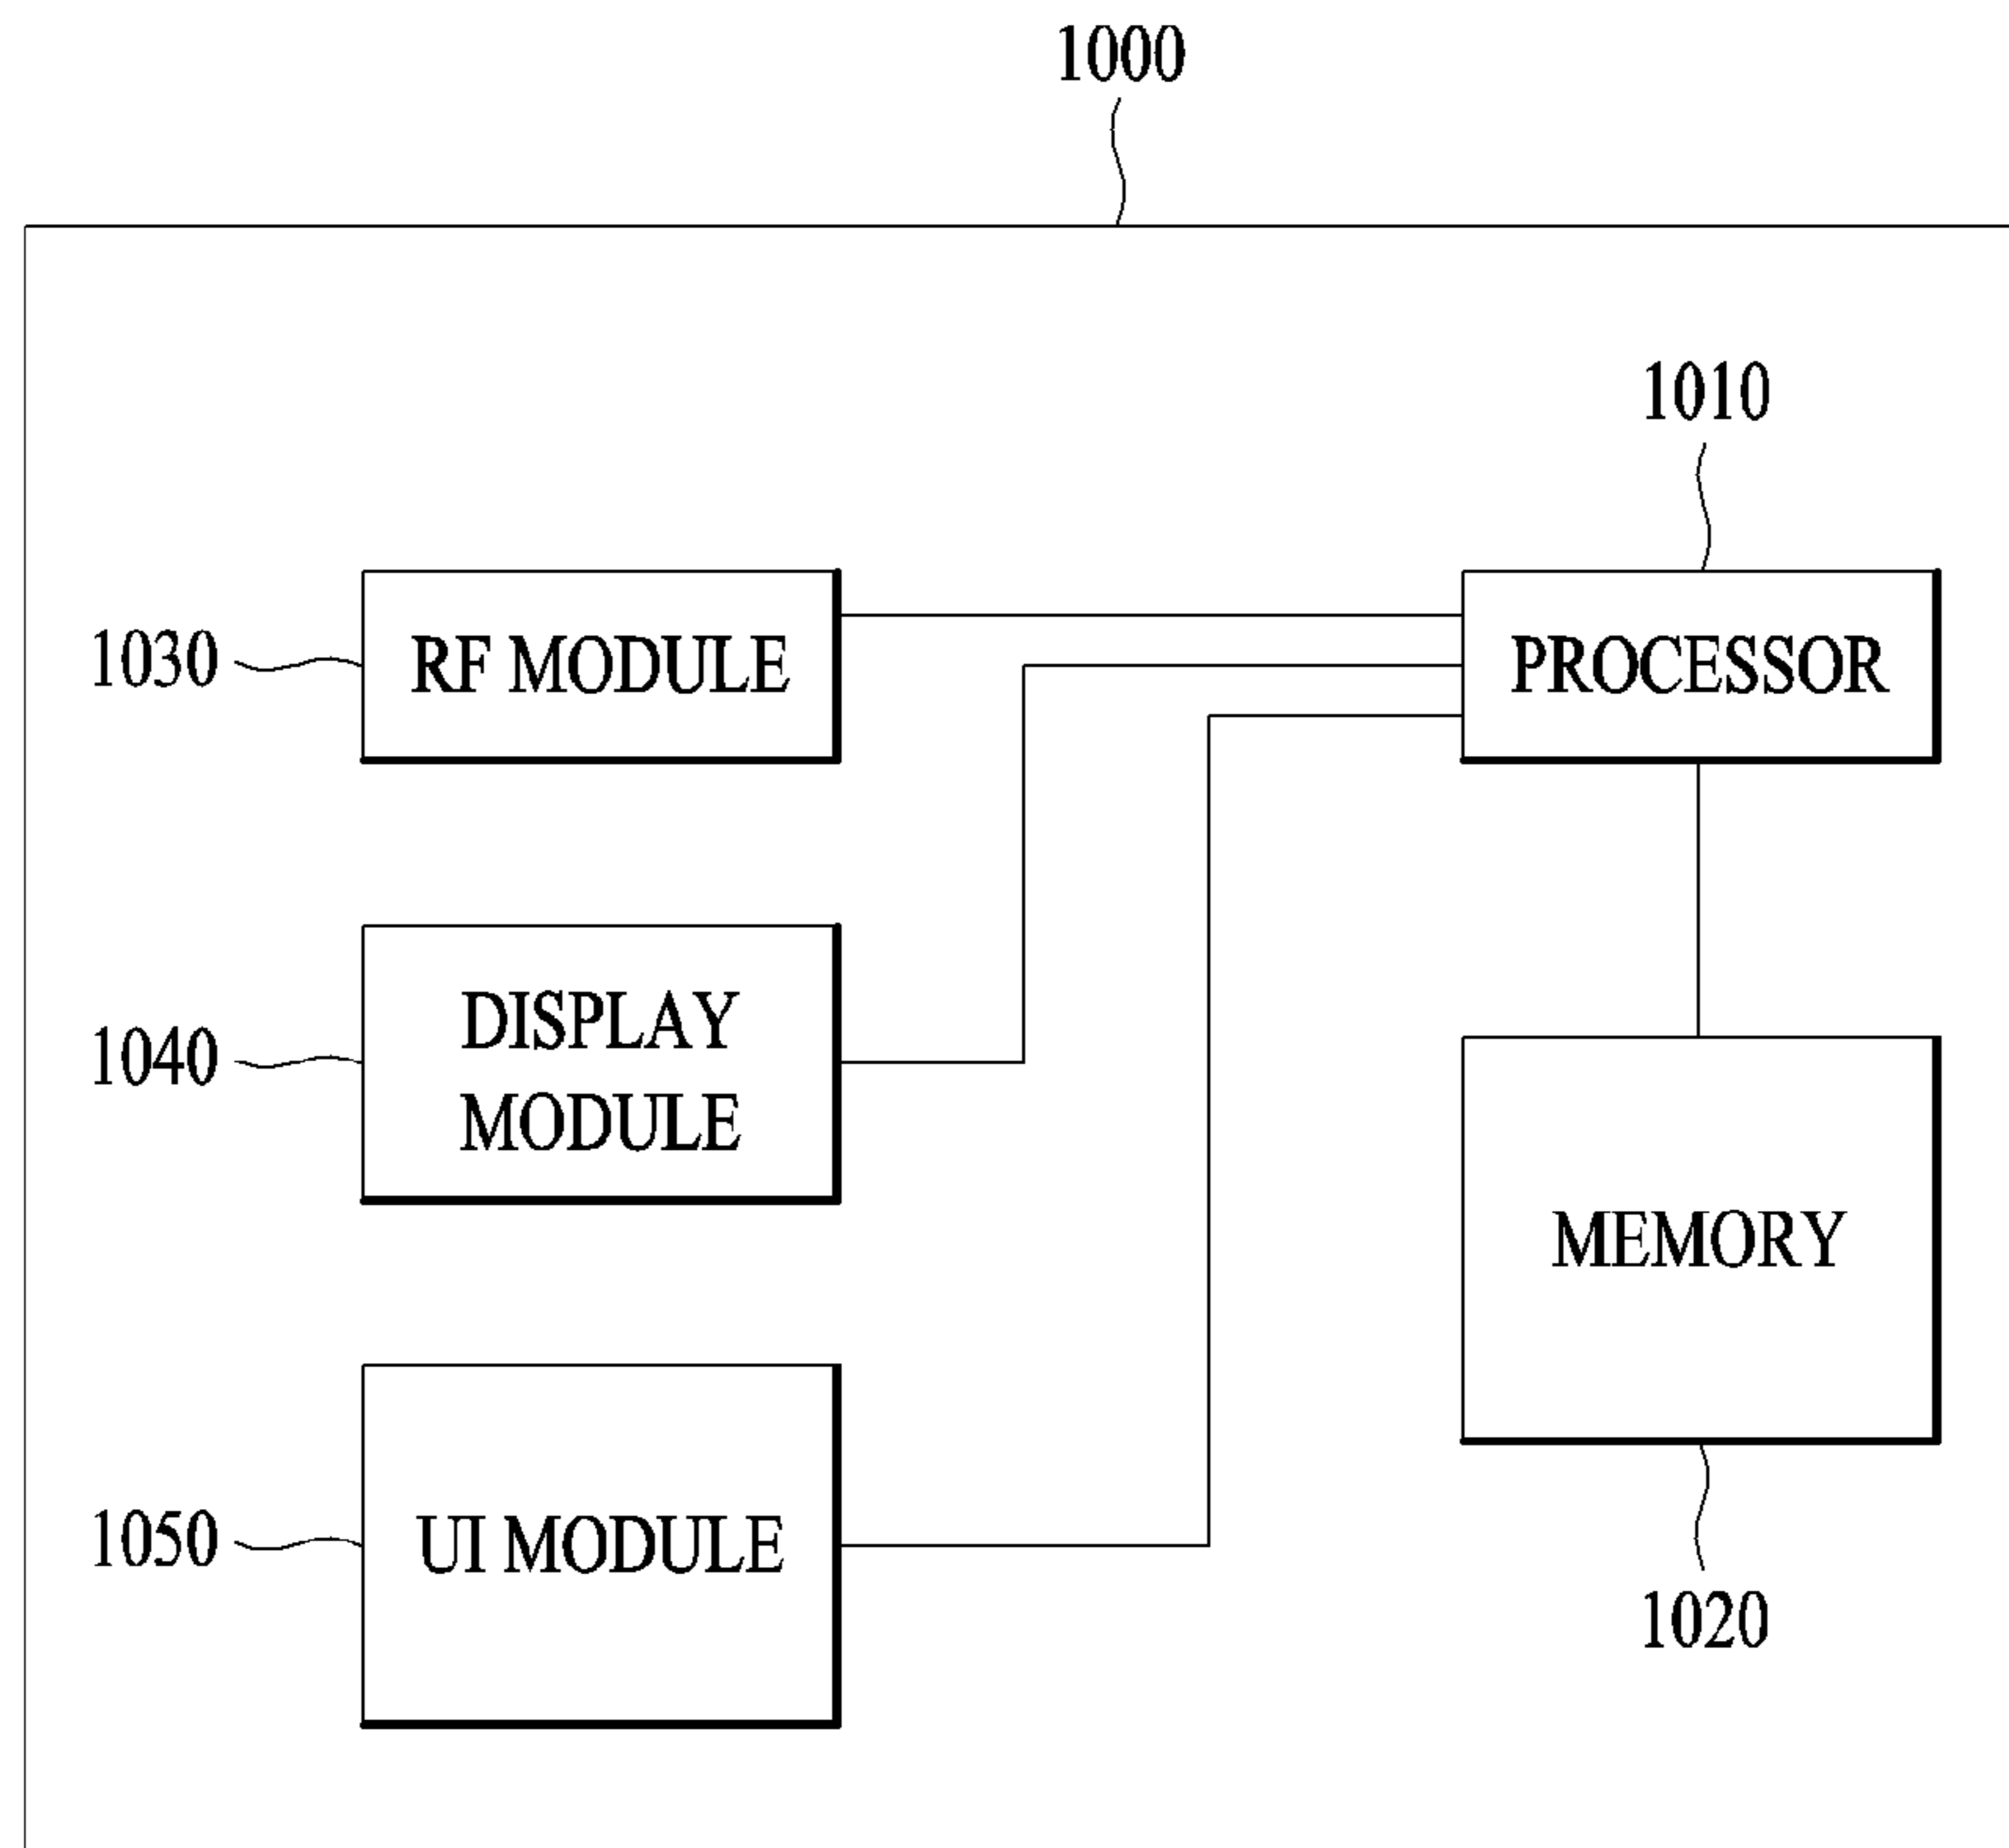 1000
1010
1030
RF MODULE
PROCESSOR
1040
DISPLAY
MODULE
MEMORY
1050
UI MODULE
1020